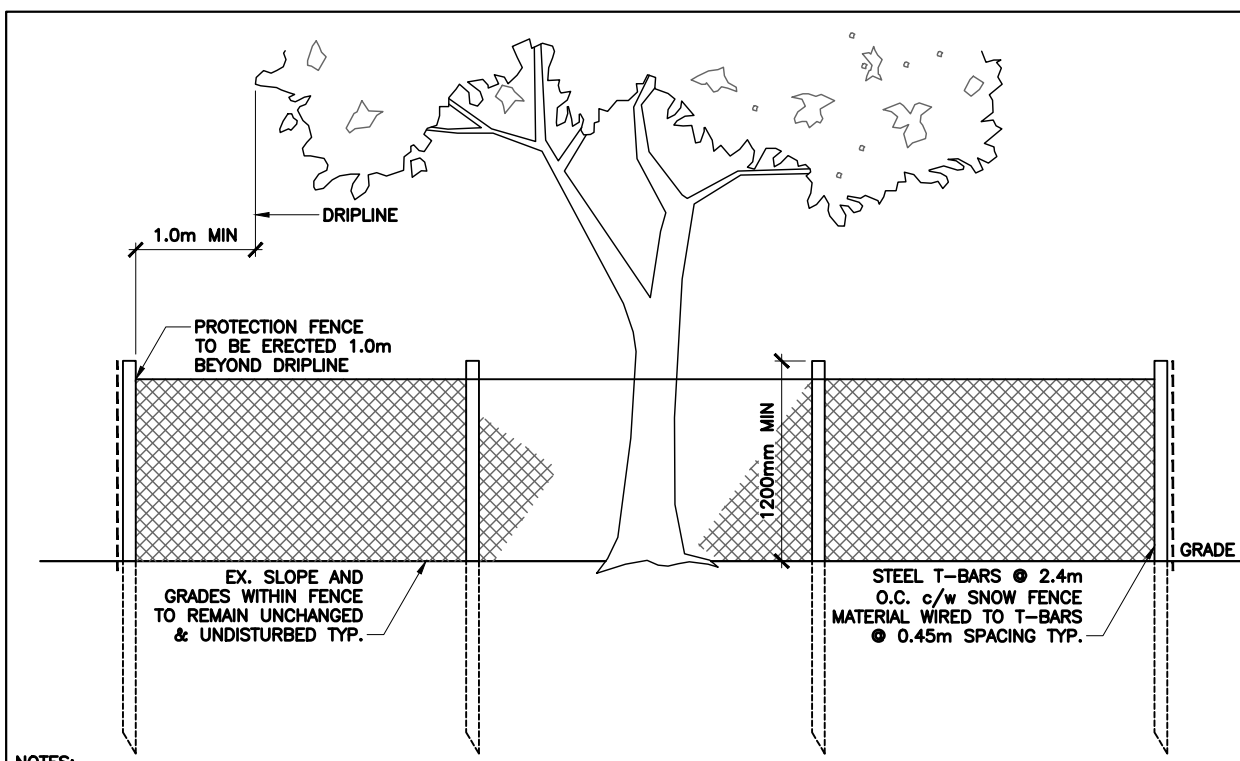 DRIPLINE
1.0m MIN
PROTECTION FENCE
TO BE ERECTED 1.0m
BEYOND DRIPLINE
1200mm MIN
GRADE
EX. SLOPE AND
GRADES WITHIN FENCE
TO REMAIN UNCHANGED
& UNDISTURBED TYP.
STEEL T-BARS @ 2.4m
O.C. c/w SNOW FENCE
MATERIAL WIRED TO T-BARS
@ 0.45m SPACING TYP.
NOTES: